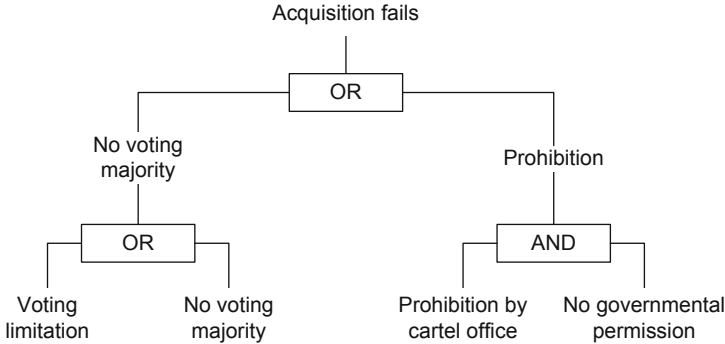 Acquisition fails
OR
No voting
majority
Prohibition
OR
AND
Voting
limitation
No voting
majority
Prohibition by
cartel office
No governmental
permission